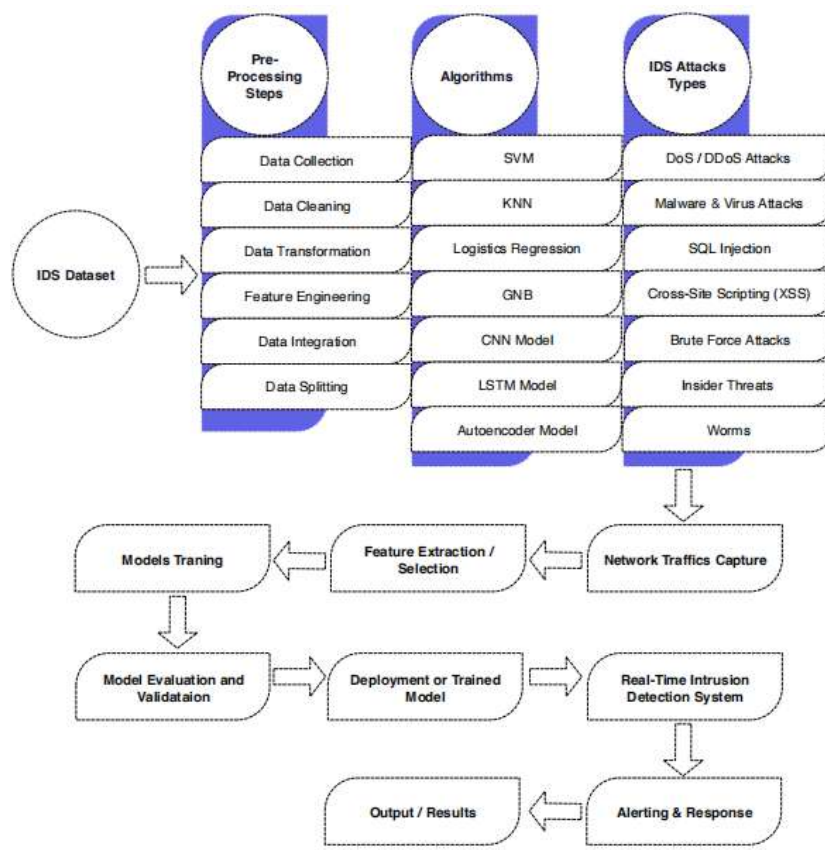 Pre-
Processing
Steps
Data Collection
Data Cleaning
Data Transformation
Feature Engineering
Data Integration
Data Splitting
Algorithms
SVM
KNN
Logistics Regression
GNB
CNN Model
LSTM Model
Autoencoder Model
IDS Attacks
Types
DoS / DDoS Attacks
Malware & Virus Attacks
SQL Injection
Cross-Site Scripting (XSS)
Brute Force Attacks
Insider Threats
Worms
IDS Dataset
Network Traffics Capture
Feature Extraction /
Selection
Models Traning
Model Evaluation and
Validataion
Deployment or Trained
Model
Real-Time Intrusion
Detection System
Alerting & Response
Output / Results